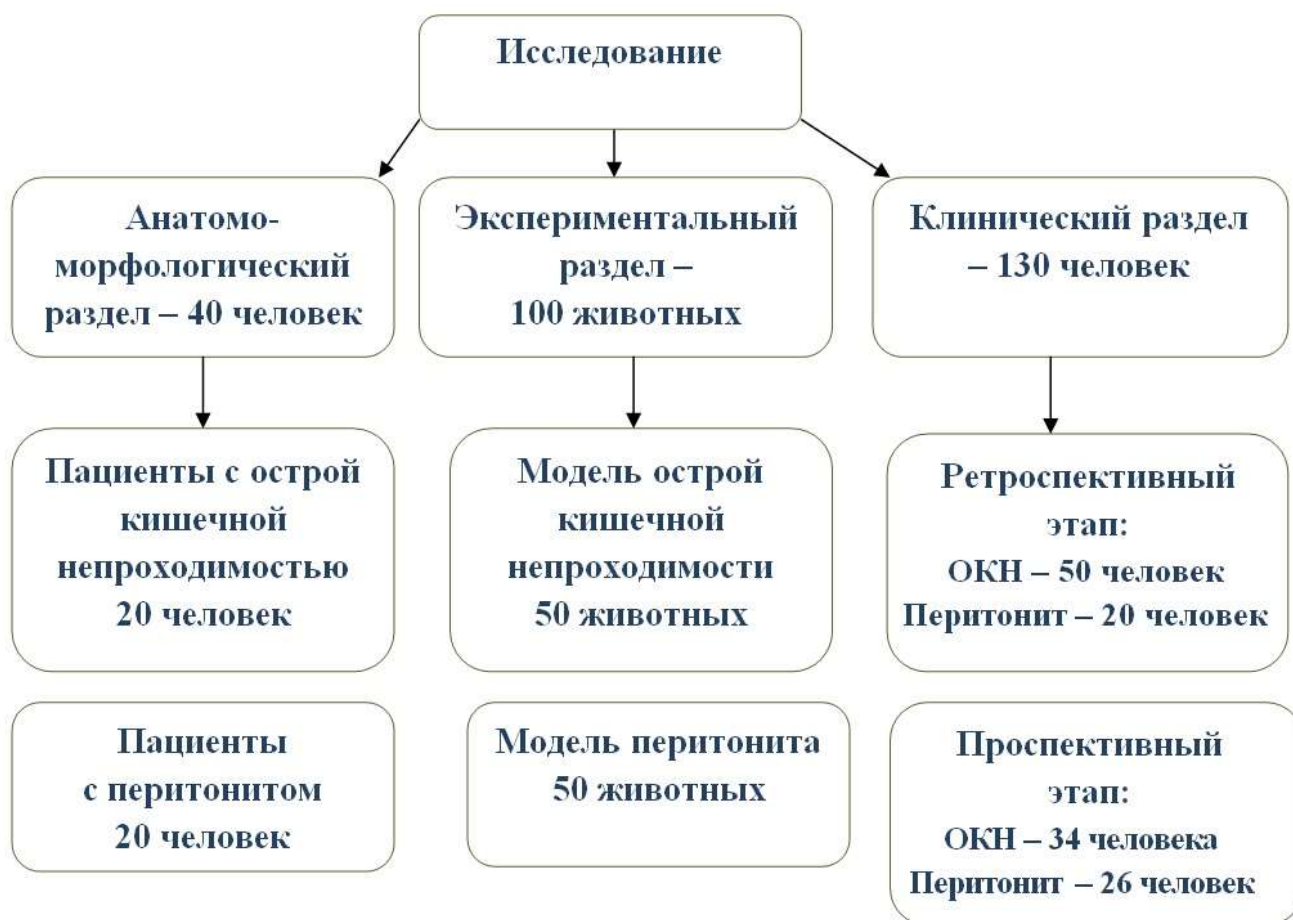 Исследование
Анатомо-
морфологический
раздел – 40 человек
Экспериментальный
раздел –
100 животных
Клинический раздел
– 130 человек
Пациенты с острой
кишечной
непроходимостью
20 человек
Модель острой
кишечной
непроходимости
50 животных
Ретроспективный
этап:
ОКН – 50 человек
Перитонит – 20 человек
Пациенты
с перитонитом
20 человек
Модель перитонита
50 животных
Проспективный
этап:
ОКН – 34 человека
Перитонит – 26 человек